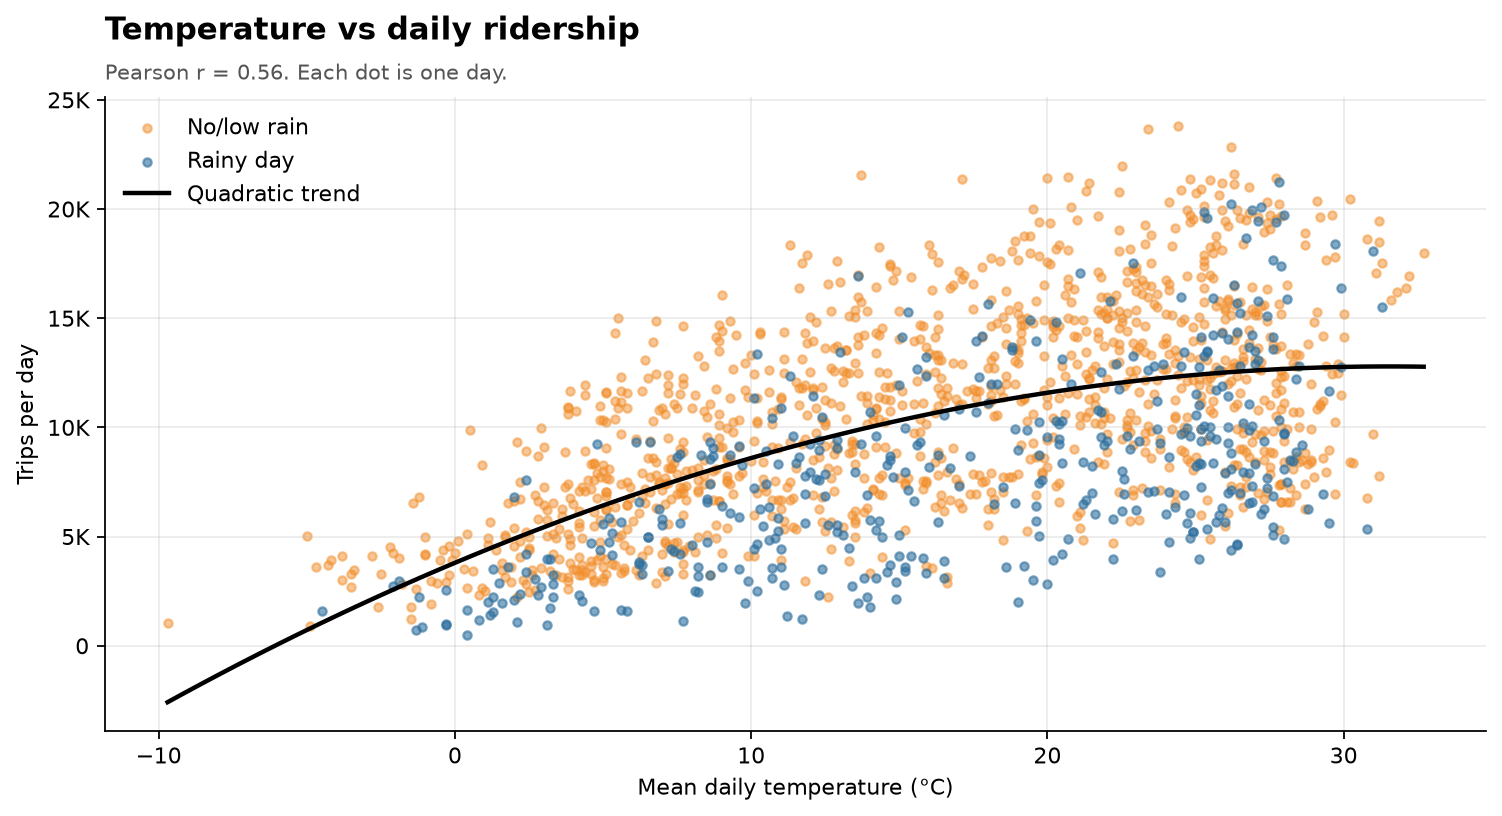 Temperature vs daily ridership
Pearson r = 0.56. Each dot is one day.
25K
20K
15K
10K
5K
0
Trips per day
No/low rain
Rainy day
Quadratic trend
−10 0 10 20 30
Mean daily temperature (°C)